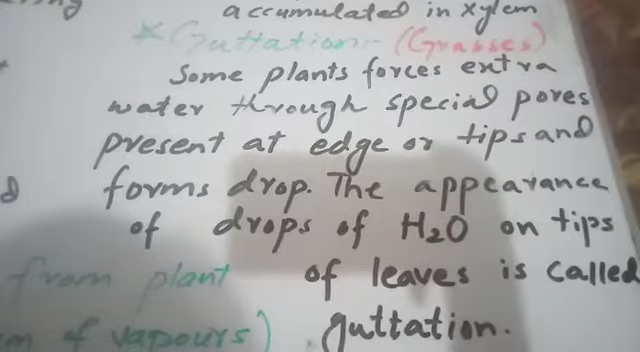 accumulated in xylem
* Guttation:- (Grasses)
Some plants forces extra
water through special pores
present at edge or tips and
forms drop. The appearance
of drops of H2O on tips
from plant of leaves is called
of vapours) guttation.